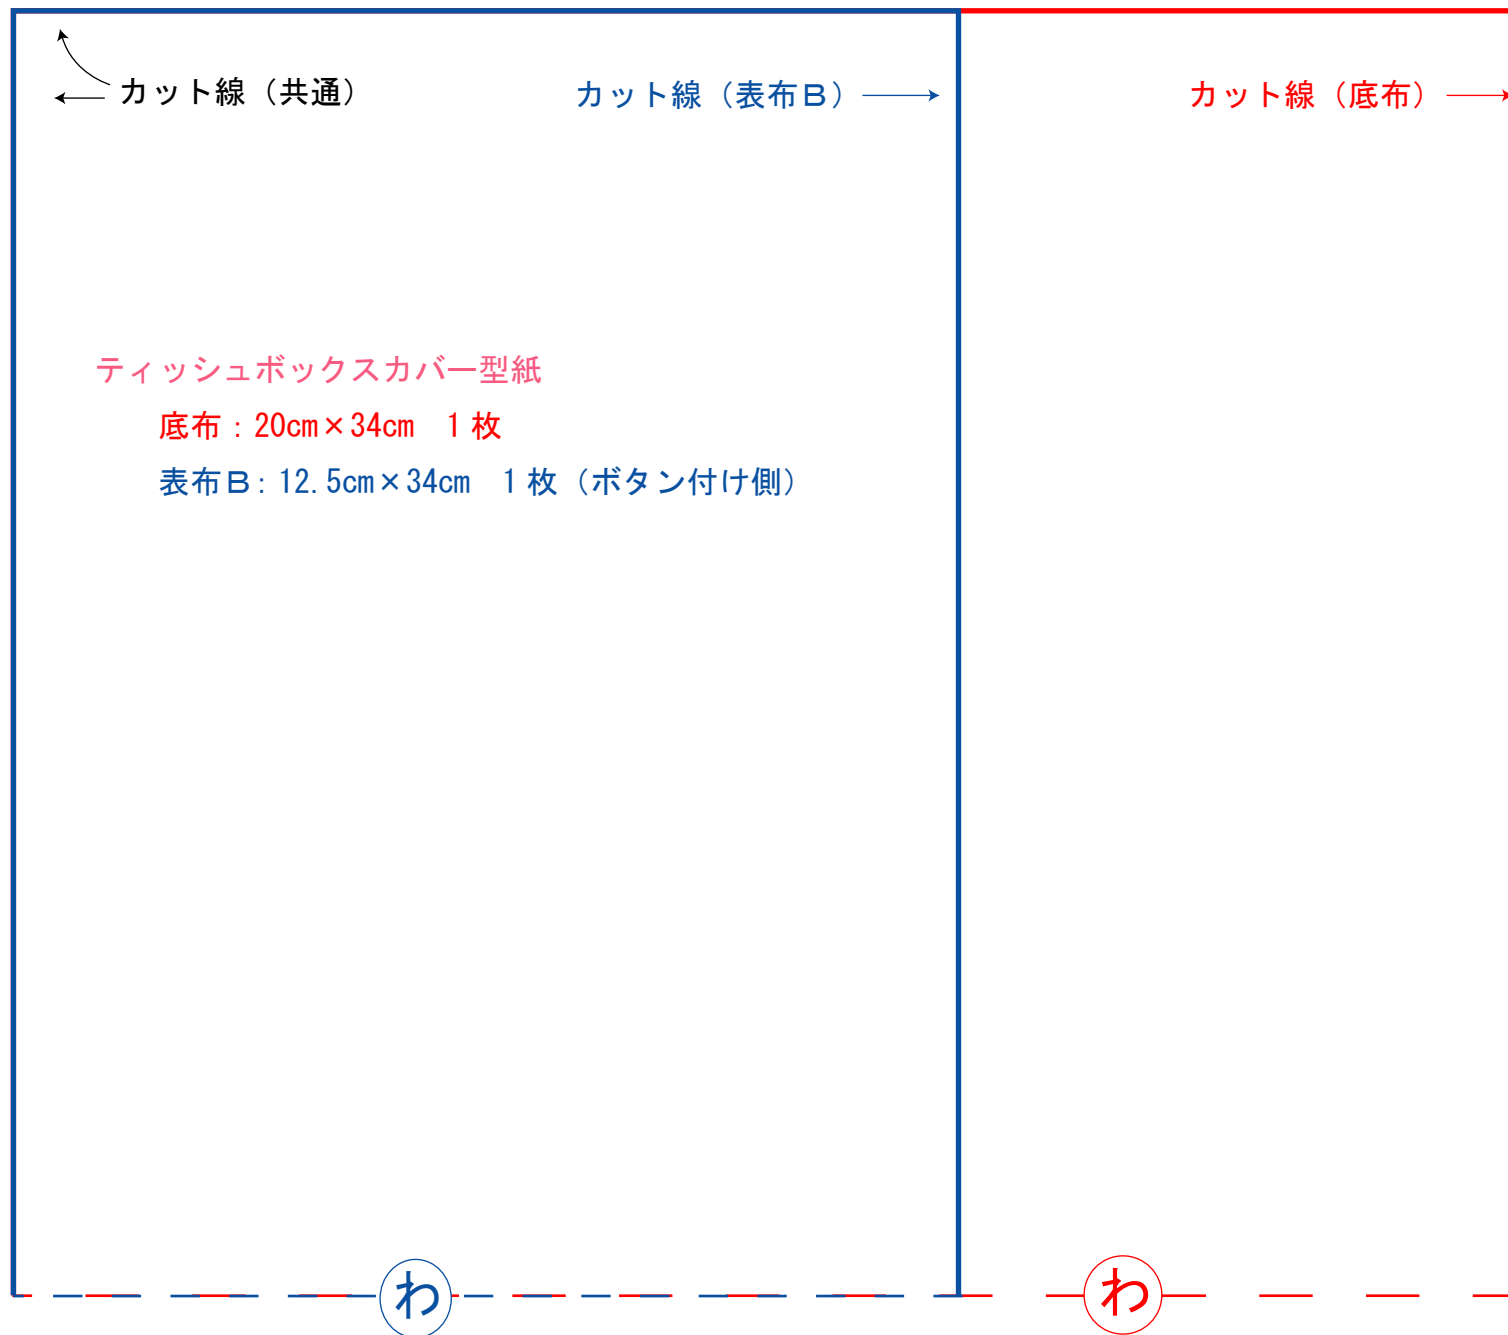 カット線（共通）
カット線（表布Ｂ）
カット線（底布）
ティッシュボックスカバー型紙
底布：20cm×34cm　1枚
表布Ｂ：12.5cm×34cm　1枚（ボタン付け側）
わ
わ